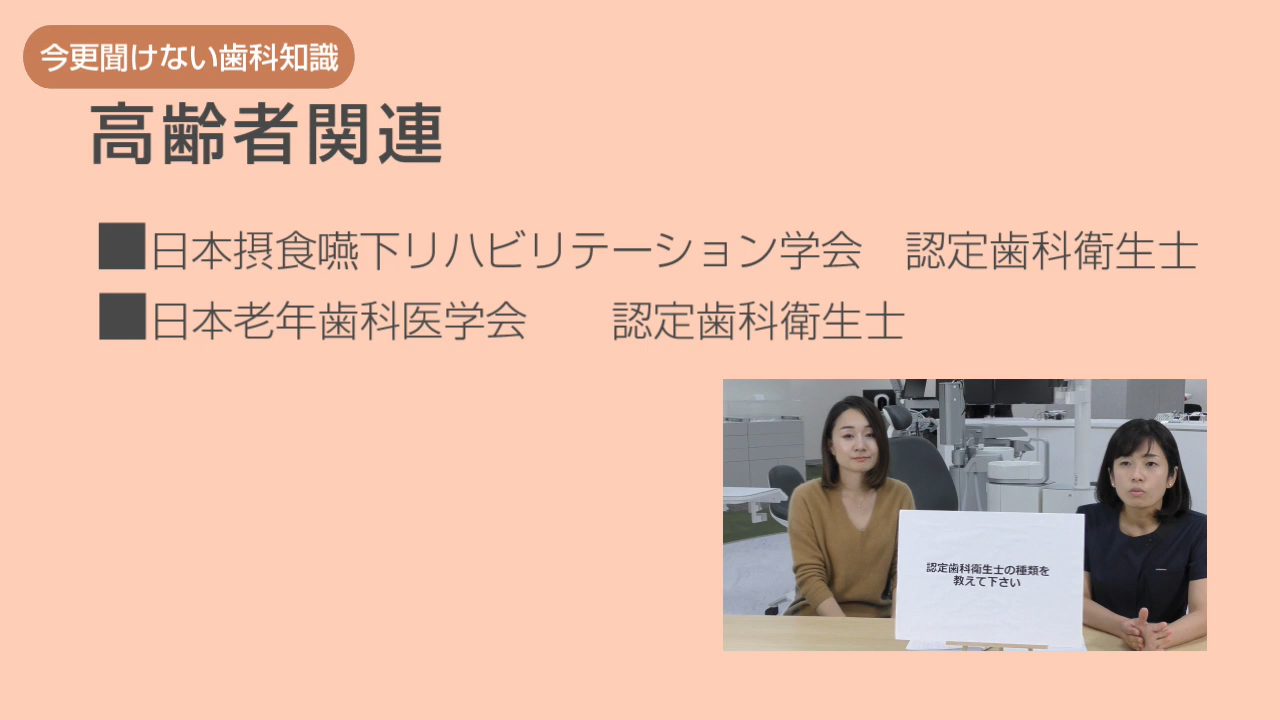 今更聞けない歯科知識
高齢者関連
■日本摂食嚥下リハビリテーション学会　認定歯科衛生士
■日本老年歯科医学会　　認定歯科衛生士
認定歯科衛生士の種類を
教えて下さい